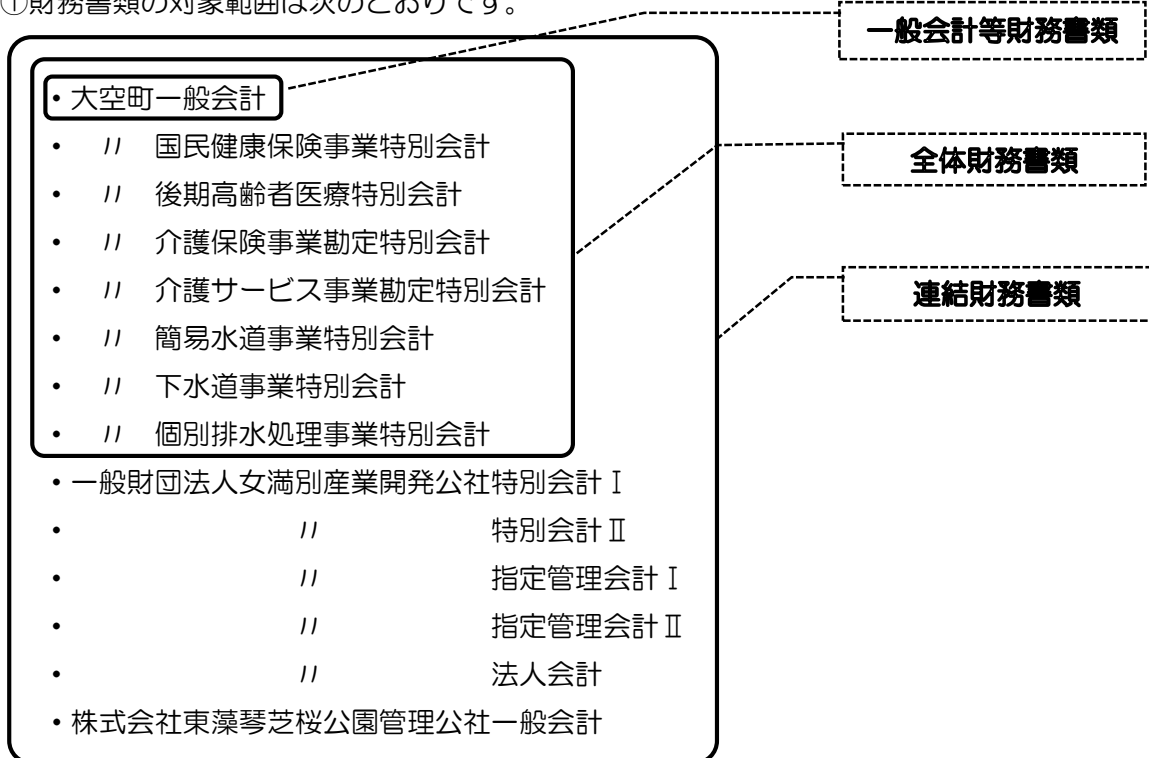 ①財務書類の対象範囲は次のとおりです。
一般会計等財務書類
・大空町一般会計
・ 〃 国民健康保険事業特別会計
・ 〃 後期高齢者医療特別会計
全体財務書類
・ 〃 介護保険事業勘定特別会計
・ 〃 介護サービス事業勘定特別会計
連結財務書類
・ 〃 簡易水道事業特別会計
・ 〃 下水道事業特別会計
・ 〃 個別排水処理事業特別会計
・一般財団法人女満別産業開発公社特別会計Ⅰ
・ 〃 特別会計Ⅱ
・ 〃 指定管理会計Ⅰ
・ 〃 指定管理会計Ⅱ
・ 〃 法人会計
・株式会社東藻琴芝桜公園管理公社一般会計